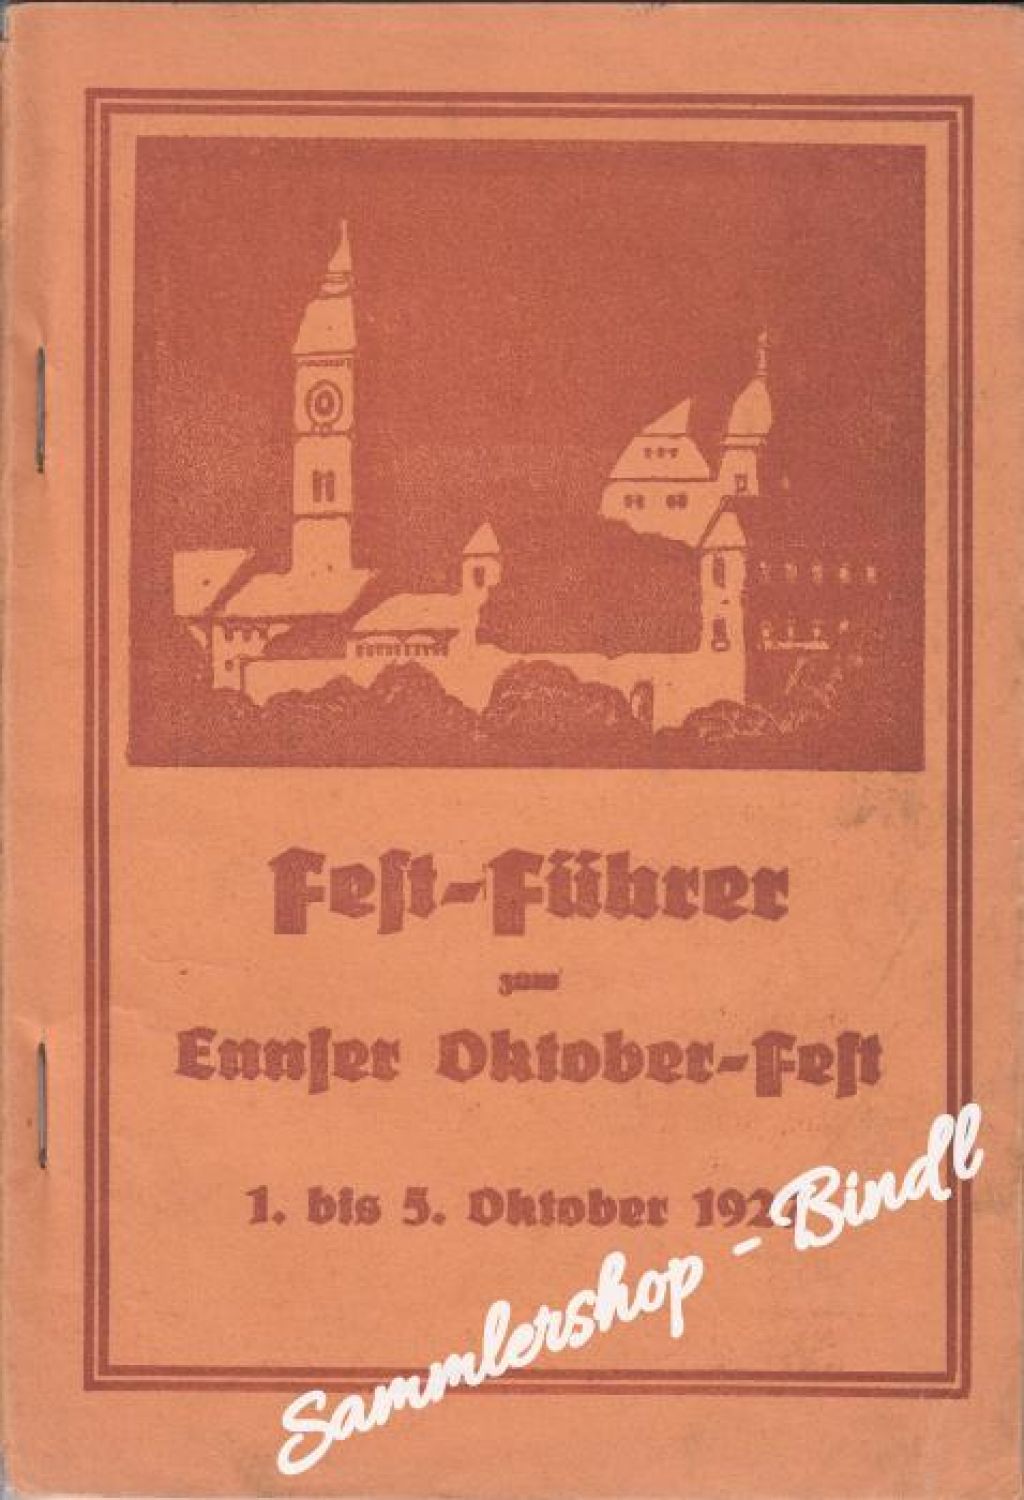 Feſt-Führer
zum
Ennſer Oktober-Feſt
1. bis 5. Oktober
Sammlershop - Bindl